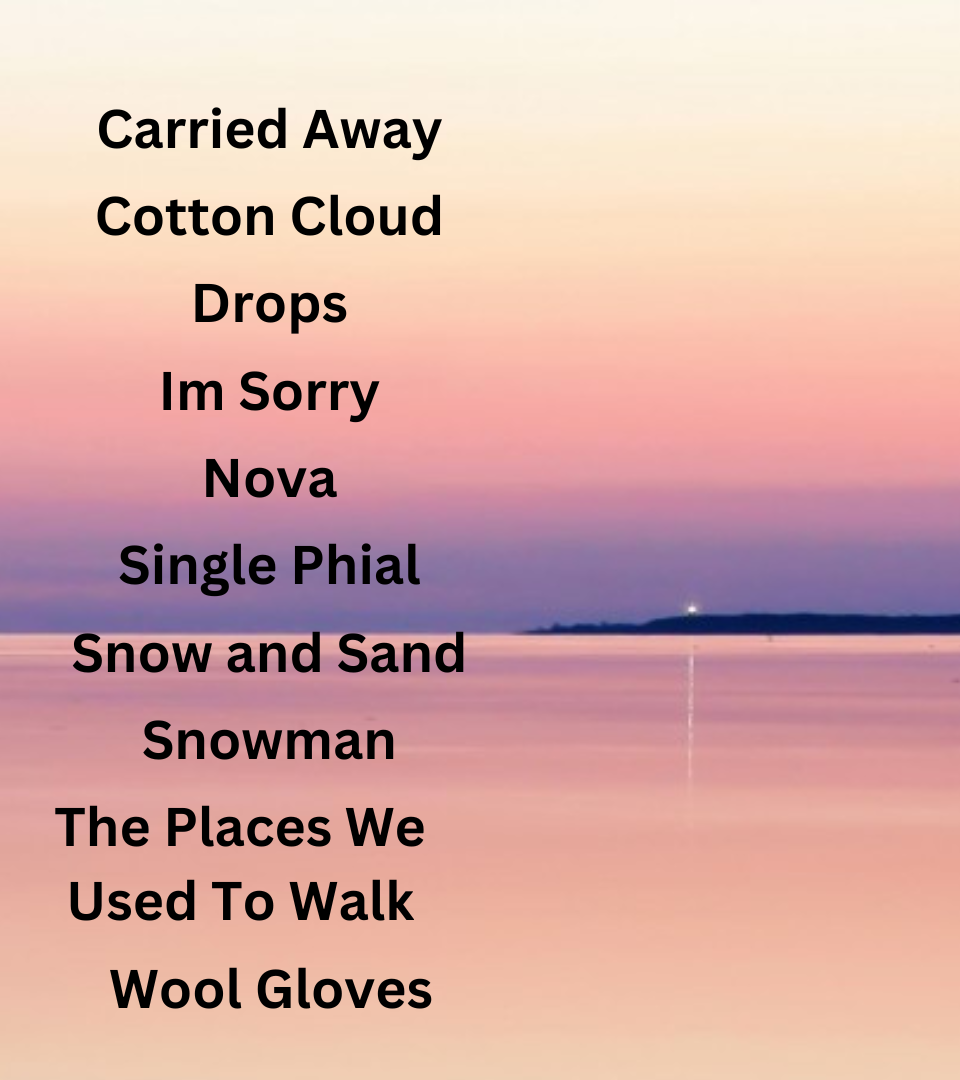 Carried Away
Cotton Cloud
Drops
Im Sorry
Nova
Single Phial
Snow and Sand
Snowman
The Places We
Used To Walk
Wool Gloves